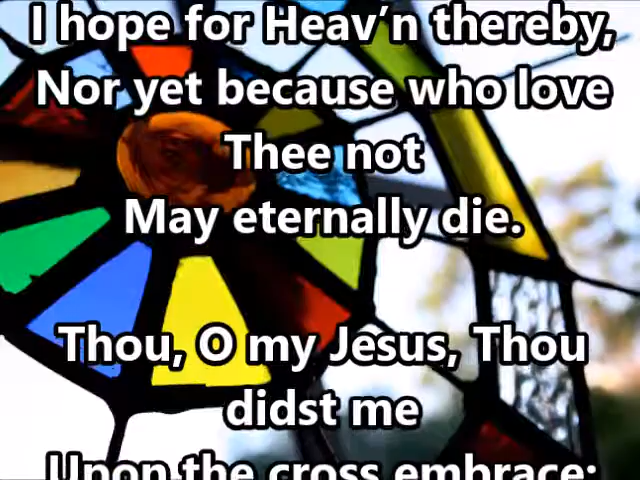 I hope for Heav’n thereby,
Nor yet because who love
Thee not
May eternally die.
Thou, O my Jesus, Thou
didst me
Upon the cross embrace;